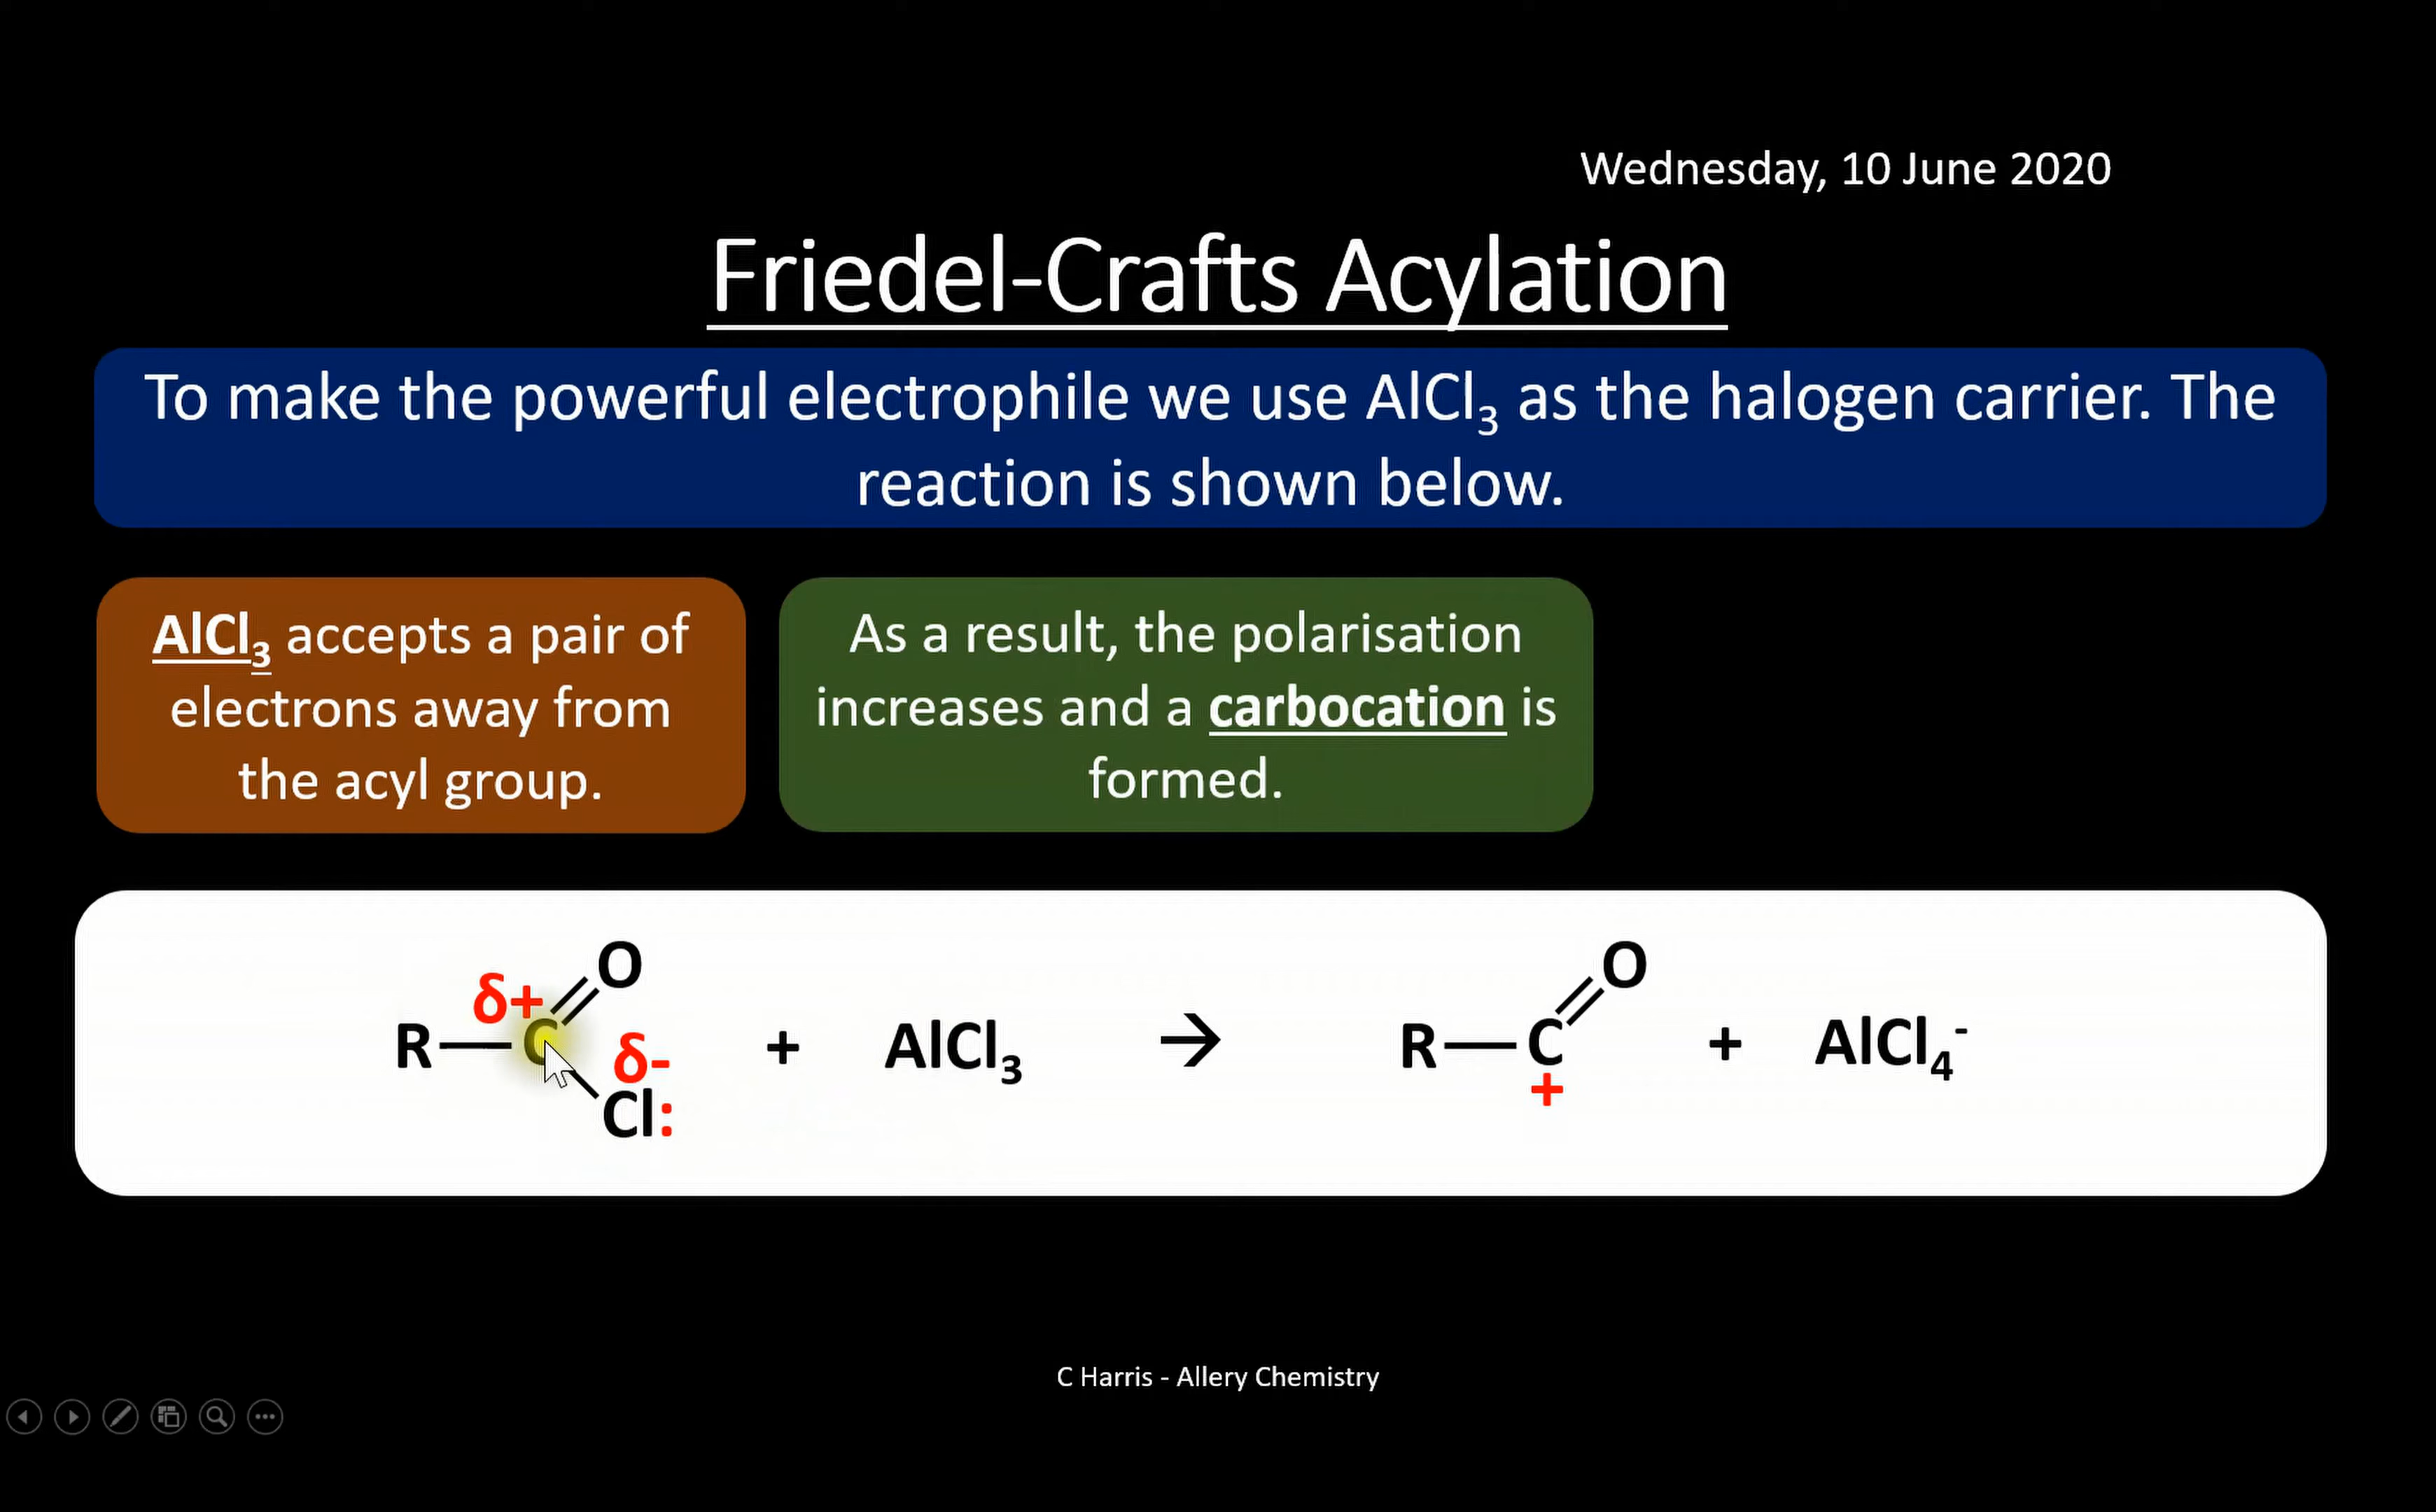 Wednesday, 10 June 2020
Friedel-Crafts Acylation
To make the powerful electrophile we use AlCl₃ as the halogen carrier. The
reaction is shown below.
AlCl₃ accepts a pair of
electrons away from
the acyl group.
As a result, the polarisation
increases and a carbocation is
formed.
O
δ+
R—C
δ-
Cl:
+ AlCl₃ →
O
R—C
+
+ AlCl₄⁻
C Harris - Allery Chemistry